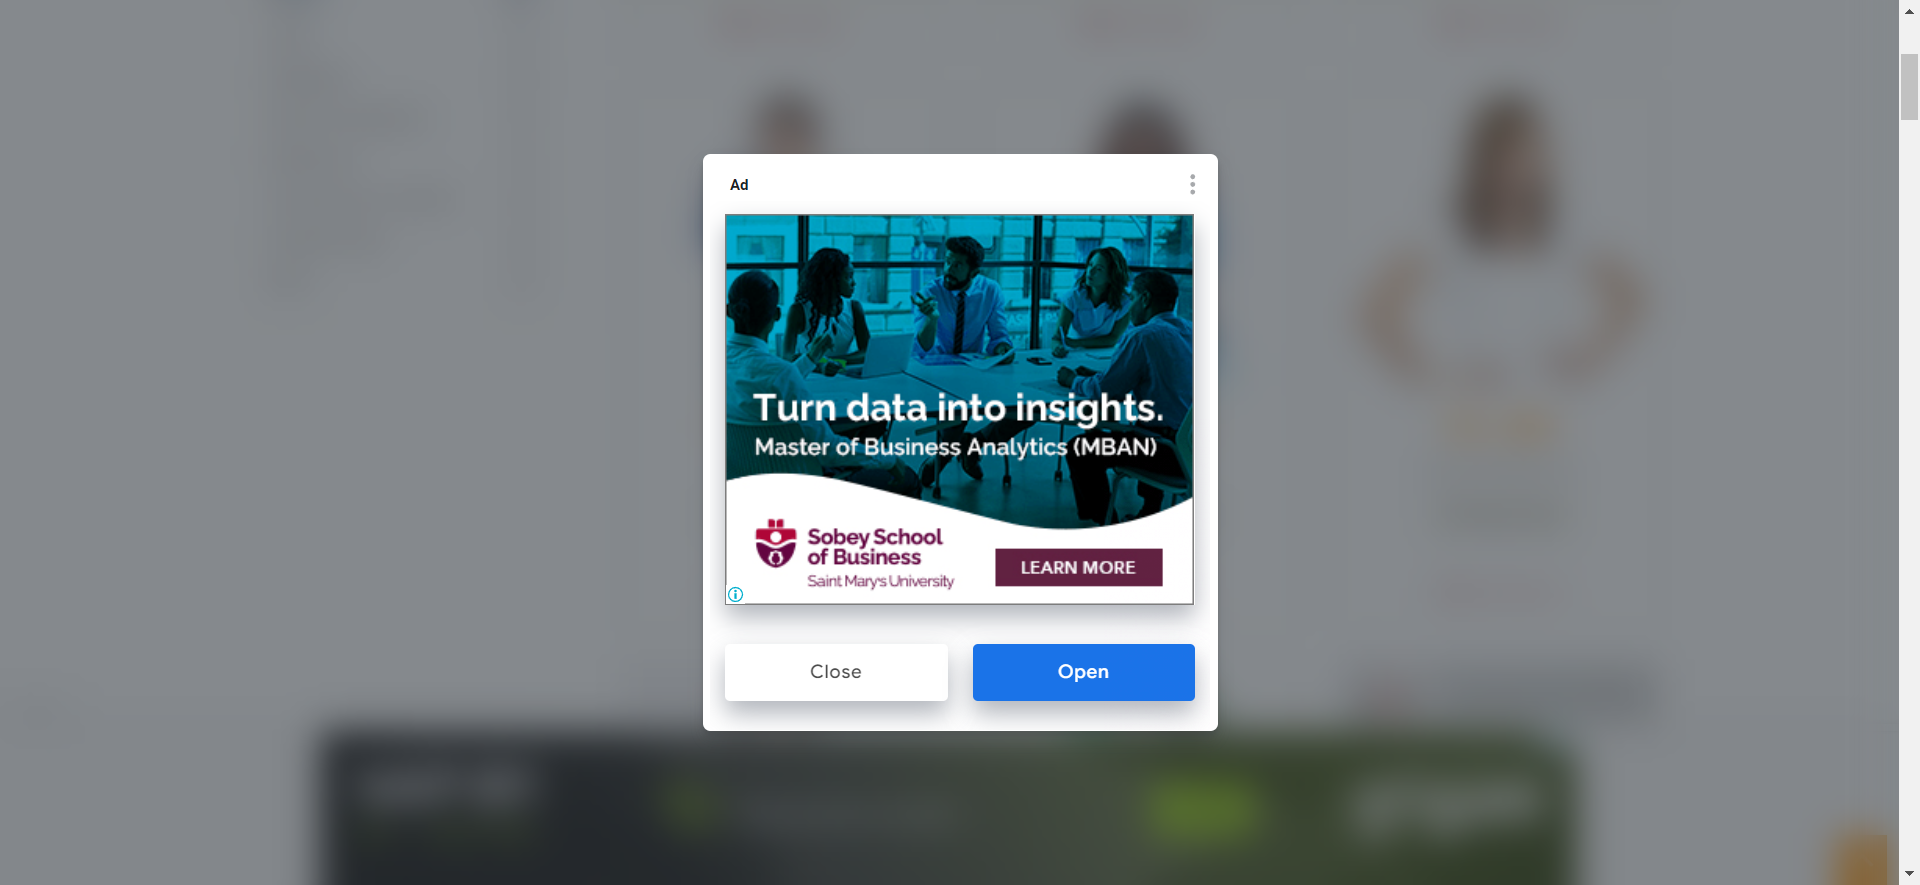 Ad
Turn data into insights.
Master of Business Analytics (MBAN)
Sobey School
of Business
Saint Mary's University
LEARN MORE
Close
Open